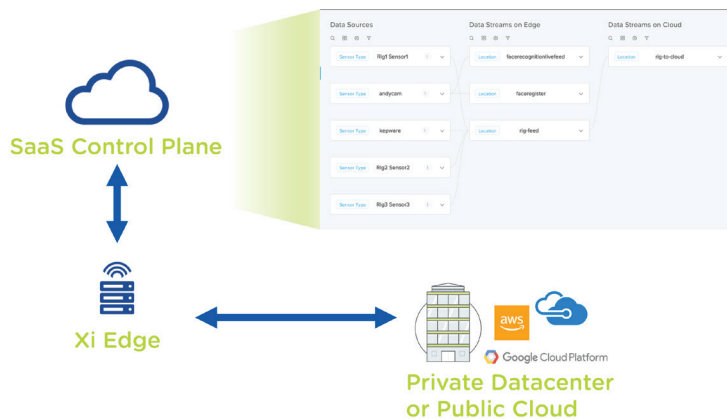 Data Sources
Data Streams on Edge
Data Streams on Cloud
Sensor Type Rig1 Sensor1
Location facerecognitionlivefeed
Location rig-to-cloud
Sensor Type andycam
Location faceregister
Sensor Type kepware
Location rig-feed
Sensor Type Rig2 Sensor2
Sensor Type Rig3 Sensor3
SaaS Control Plane
Xi Edge
aws
Google Cloud Platform
Private Datacenter
or Public Cloud